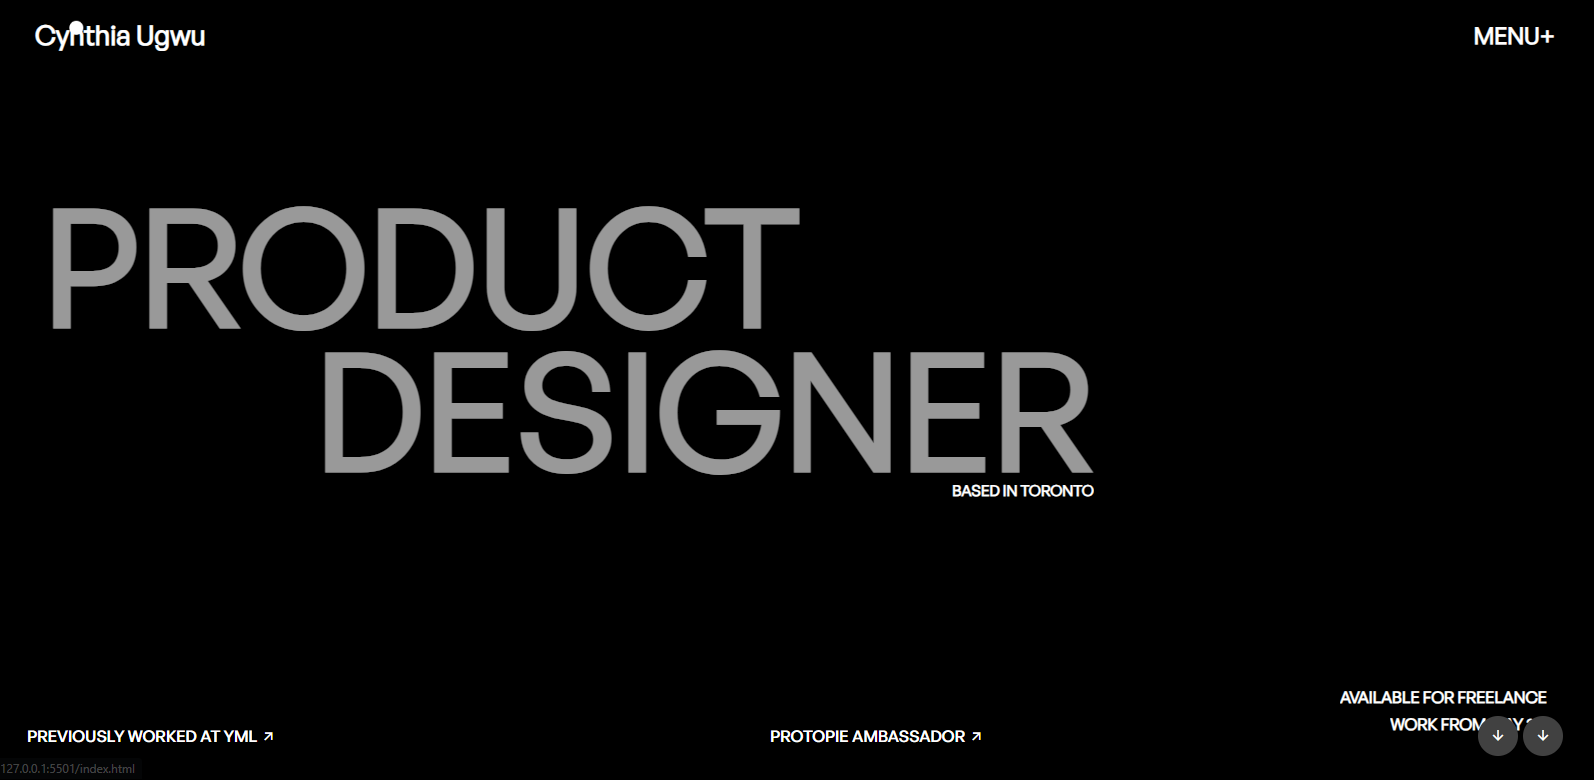 Cynthia Ugwu
MENU+
PRODUCT
DESIGNER
BASED IN TORONTO
AVAILABLE FOR FREELANCE
WORK FROM
PREVIOUSLY WORKED AT YML ↗
PROTOPIE AMBASSADOR ↗
127.0.0.1:5501/index.html